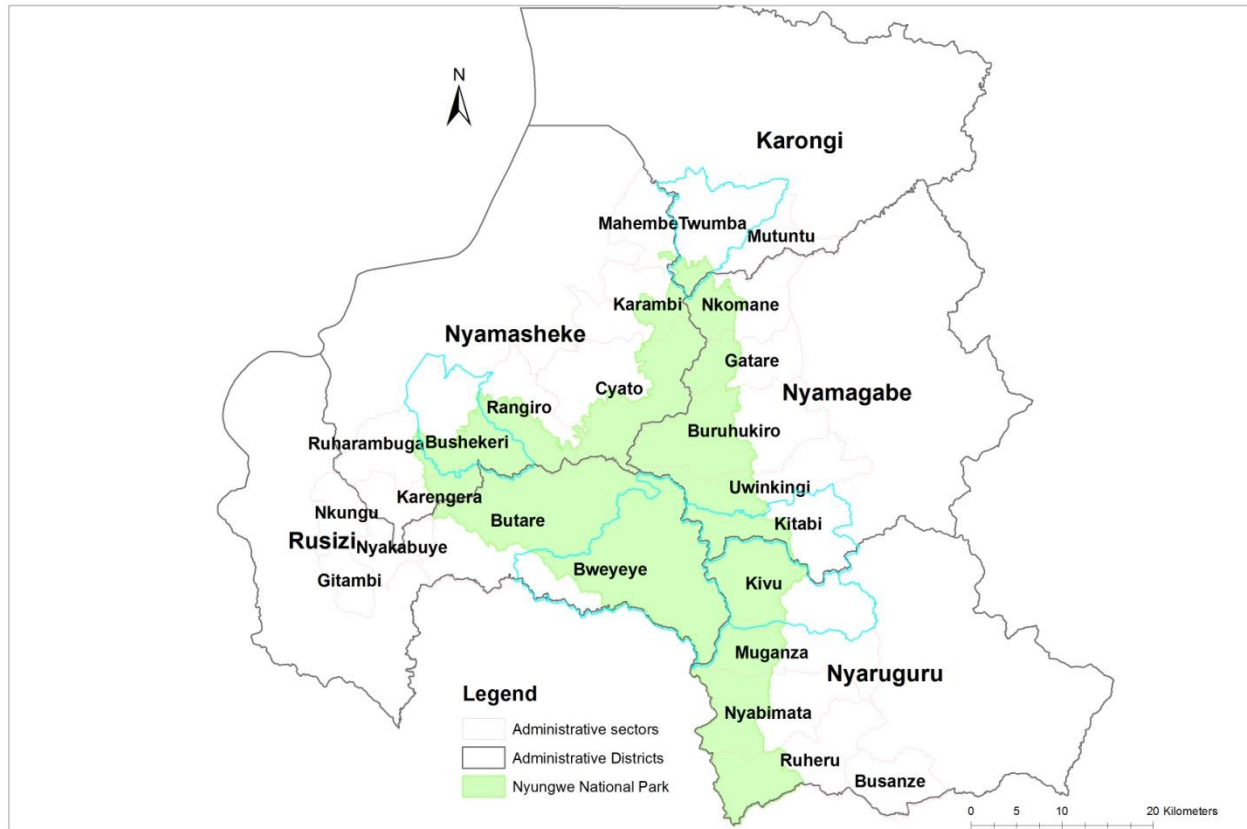 N
Karongi
Mahembe
Twumba
Mutuntu
Karambi
Nkomane
Nyamasheke
Gatare
Cyato
Nyamagabe
Rangiro
Buruhukiro
Ruharambuga
Bushekeri
Uwinkingi
Karengera
Nkungu
Butare
Kitabi
Rusizi
Nyakabuye
Gitambi
Bweyeye
Kivu
Muganza
Nyaruguru
Nyabimata
Ruheru
Busanze
Legend
Administrative sectors
Administrative Districts
Nyungwe National Park
0 5 10 20 Kilometers